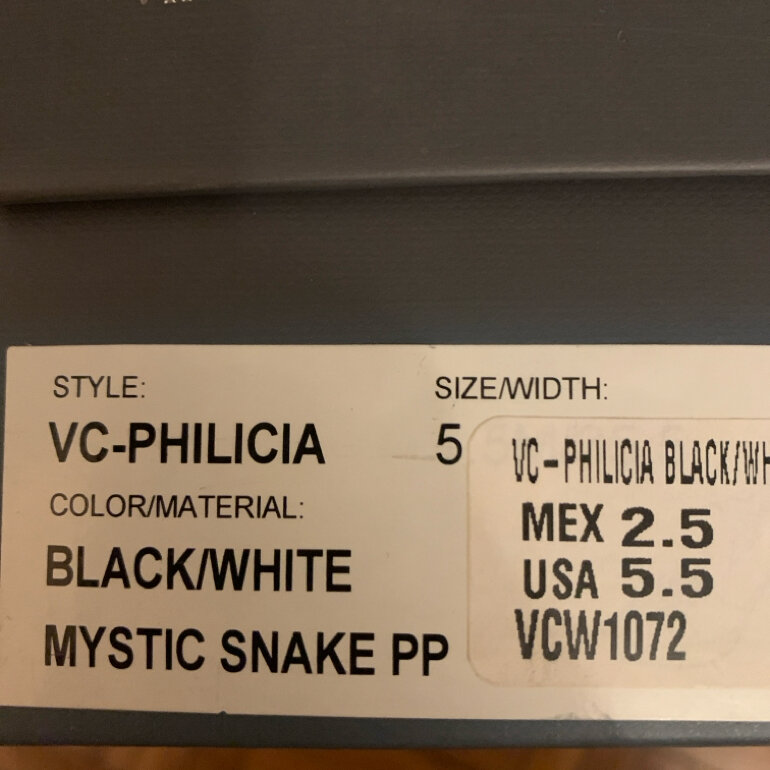 STYLE:
VC-PHILICIA
COLOR/MATERIAL:
BLACK/WHITE
MYSTIC SNAKE PP
SIZE/WIDTH:
5
VC-PHILICIA BLACK/WH
MEX 2.5
USA 5.5
VCW1072